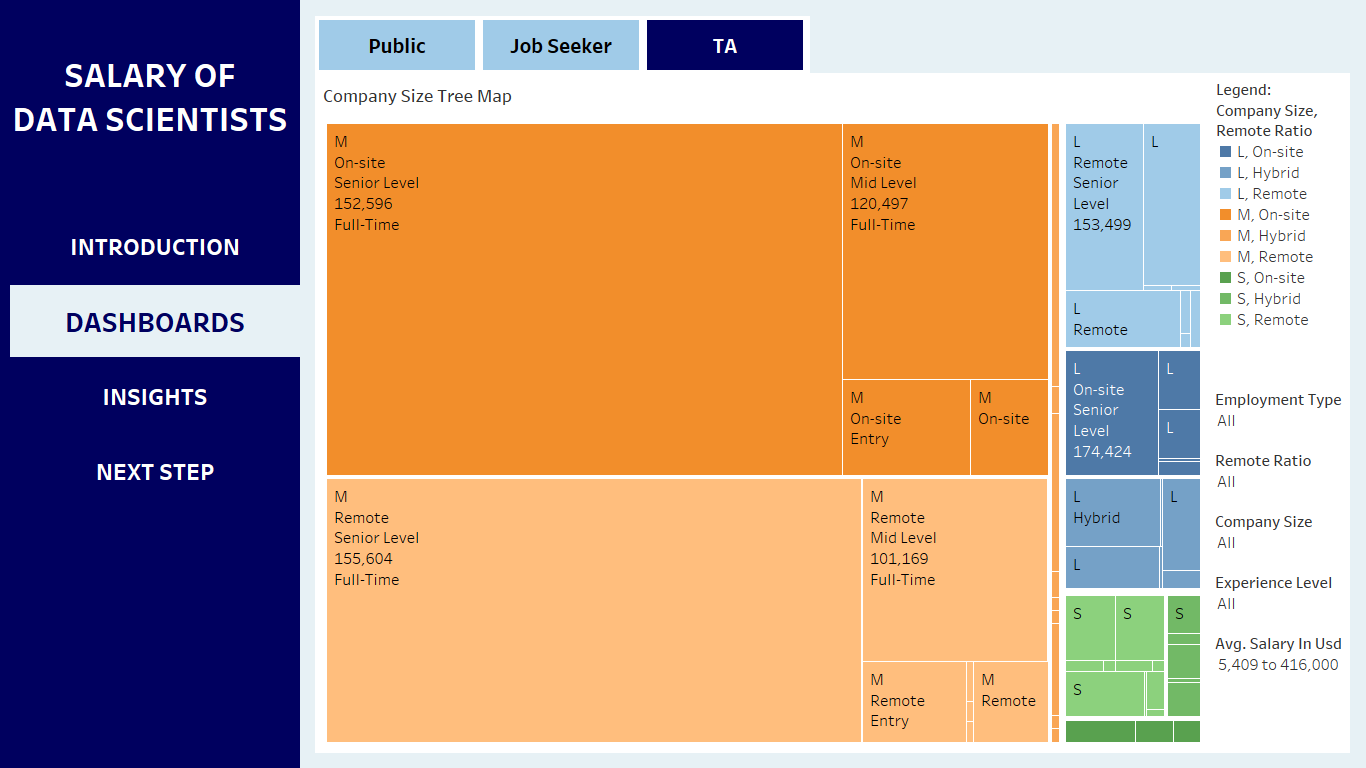 SALARY OF
DATA SCIENTISTS
INTRODUCTION
DASHBOARDS
INSIGHTS
NEXT STEP
Public
Job Seeker
TA
Company Size Tree Map
M
On-site
Senior Level
152,596
Full-Time
M
On-site
Mid Level
120,497
Full-Time
M
On-site
Entry
M
On-site
M
Remote
Senior Level
155,604
Full-Time
M
Remote
Mid Level
101,169
Full-Time
M
Remote
Entry
M
Remote
L
Remote
Senior
Level
153,499
L
L
Remote
L
On-site
Senior
Level
174,424
L
L
L
Hybrid
L
L
S
S
S
S
Legend:
Company Size,
Remote Ratio
L, On-site
L, Hybrid
L, Remote
M, On-site
M, Hybrid
M, Remote
S, On-site
S, Hybrid
S, Remote
Employment Type
All
Remote Ratio
All
Company Size
All
Experience Level
All
Avg. Salary In Usd
5,409 to 416,000